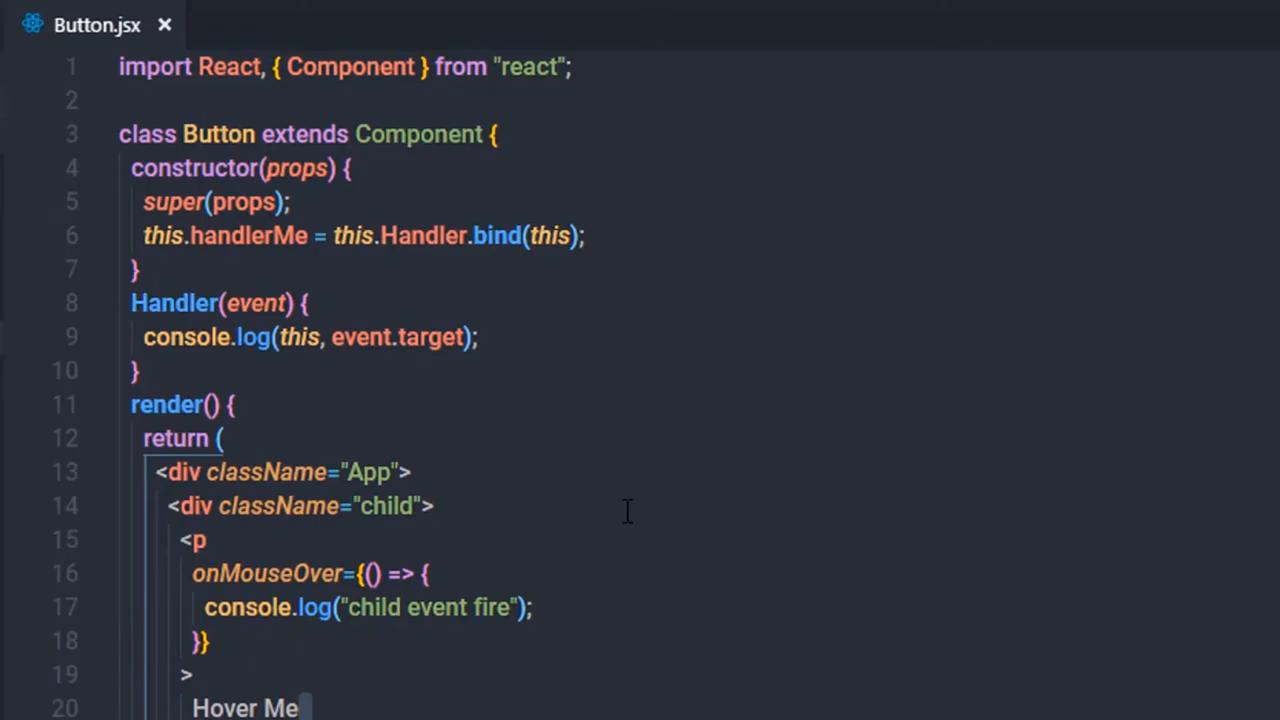 Button.jsx ×
1 import React, { Component } from "react";
2
3 class Button extends Component {
4 constructor(props) {
5 super(props);
6 this.handlerMe = this.Handler.bind(this);
7 }
8 Handler(event) {
9 console.log(this, event.target);
10 }
11 render() {
12 return (
13 <div className="App">
14 <div className="child">
15 <p
16 onMouseOver={() => {
17 console.log("child event fire");
18 }}
19 >
20 Hover Me